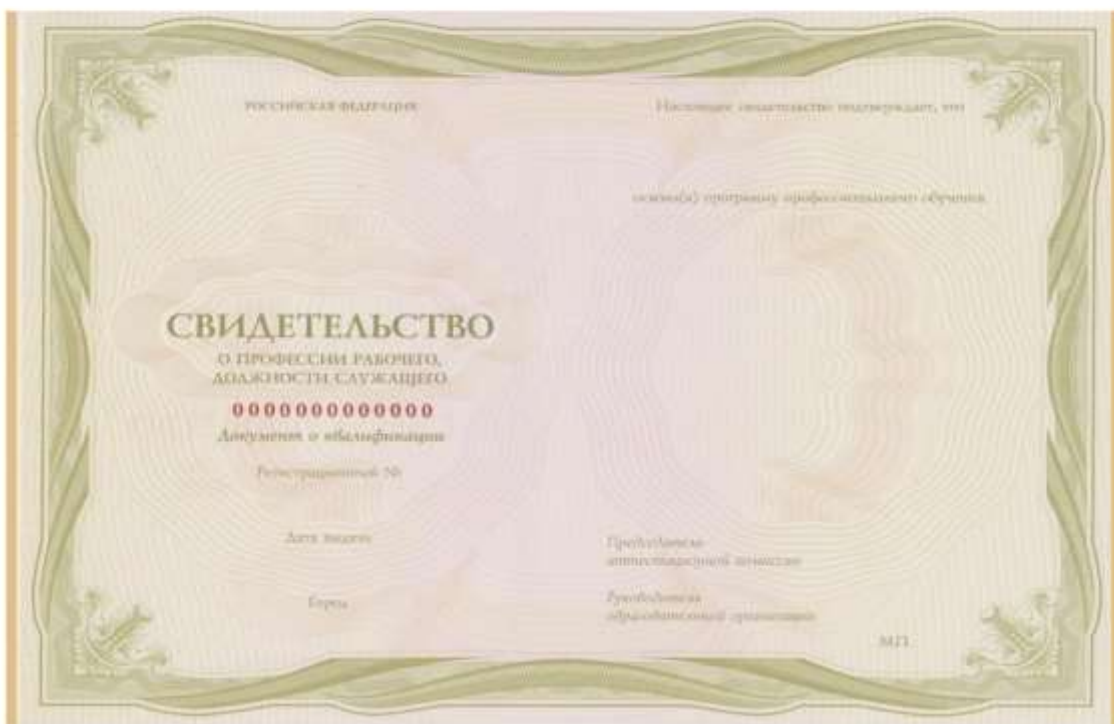 РОССИЙСКАЯ ФЕДЕРАЦИЯ
СВИДЕТЕЛЬСТВО
О ПРОФЕССИИ РАБОЧЕГО,
ДОЛЖНОСТИ СЛУЖАЩЕГО
0000000000000
Документ о квалификации
Регистрационный №
Дата выдачи
Город
Настоящее свидетельство подтверждает, что
освоил(а) программу профессионального обучения
Председатель
аттестационной комиссии
Руководитель
образовательной организации
М.П.